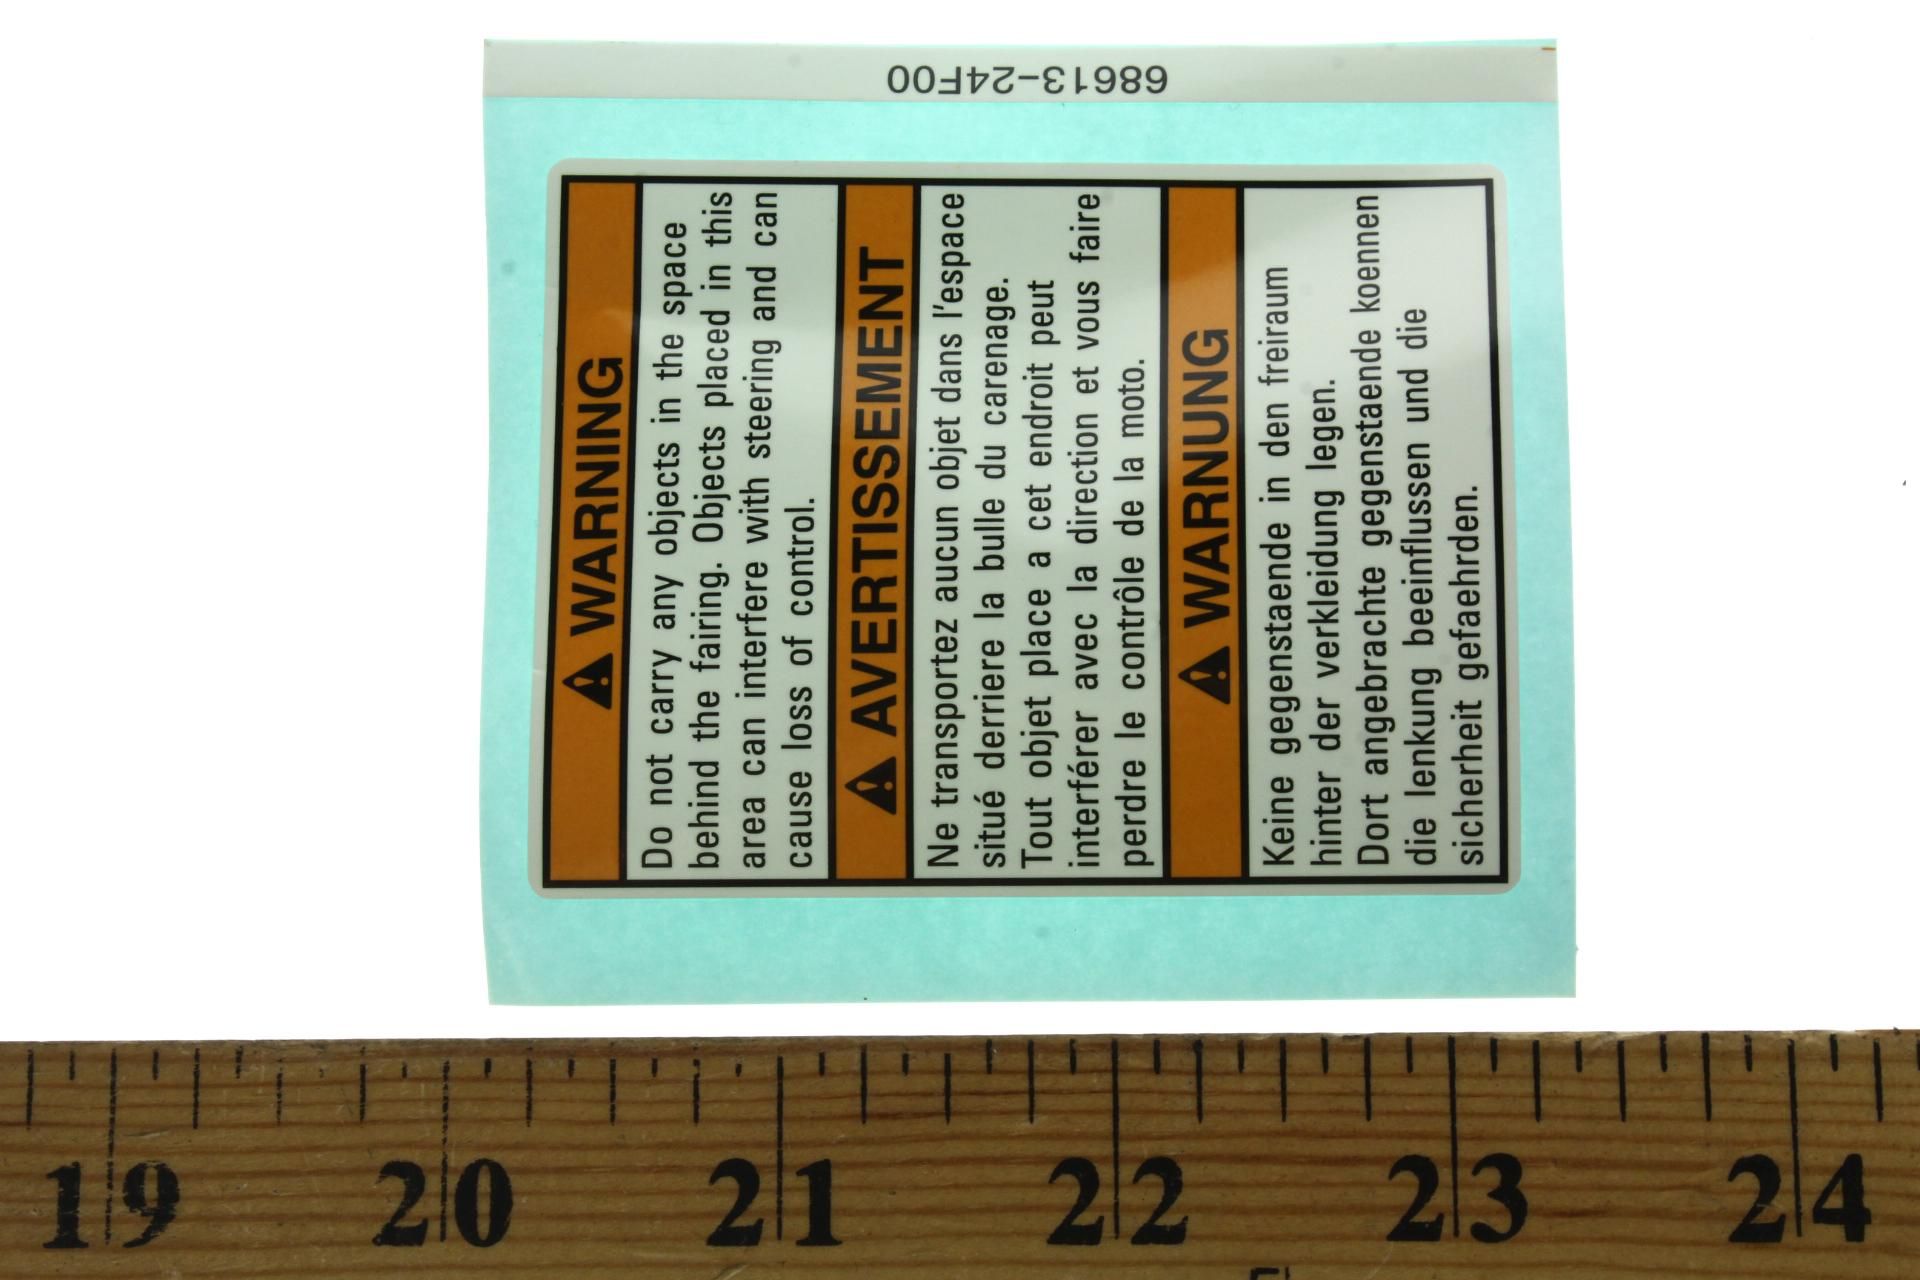 68613-24F00
WARNING
Do not carry any objects in the space
behind the fairing. Objects placed in this
area can interfere with steering and can
cause loss of control.
AVERTISSEMENT
Ne transportez aucun objet dans l'espace
situé derriere la bulle du carenage.
Tout objet place a cet endroit peut
interférer avec la direction et vous faire
perdre le contrôle de la moto.
WARNUNG
Keine gegenstaende in den freiraum
hinter der verkleidung legen.
Dort angebrachte gegenstaende koennen
die lenkung beeinflussen und die
sicherheit gefaehrden.
19 20 21 22 23 24